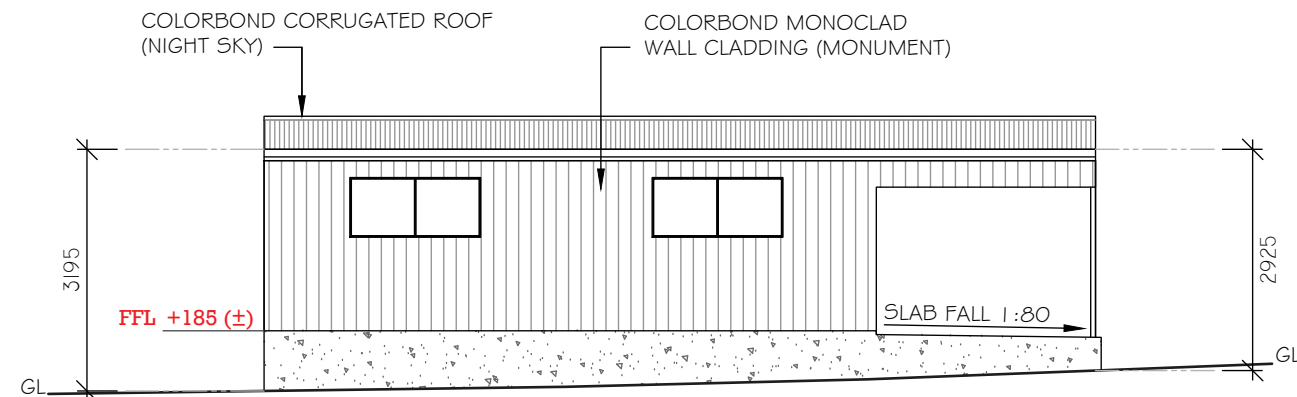 COLORBOND CORRUGATED ROOF
(NIGHT SKY)
COLORBOND MONOCLAD
WALL CLADDING (MONUMENT)
3195
2925
FFL +185 (±)
SLAB FALL 1:80
GL
GL